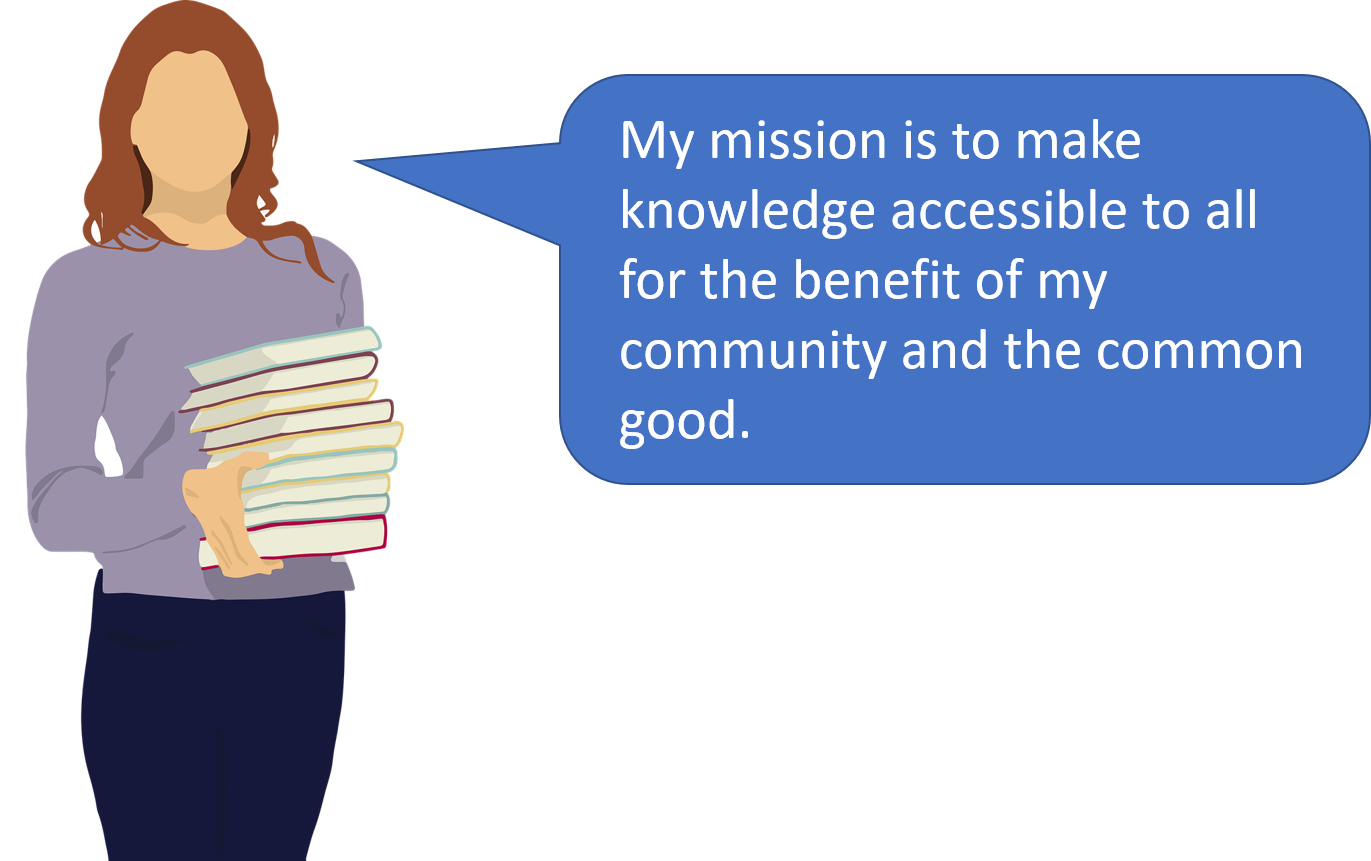 My mission is to make
knowledge accessible to all
for the benefit of my
community and the common
good.